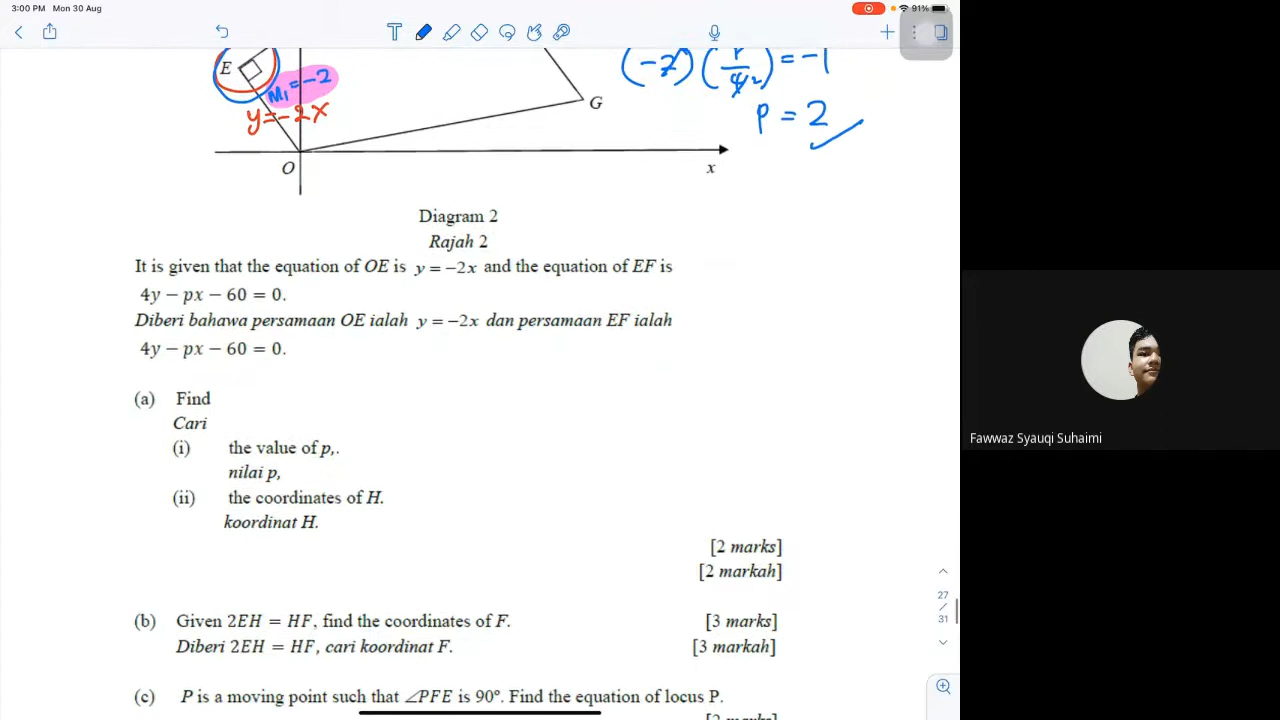 3:00 PM Mon 30 Aug
91%
E
M₁ = -2
y = -2x
G
O
x
(-2)
= -1
P = 2
Diagram 2
Rajah 2
It is given that the equation of OE is y = −2x and the equation of EF is
4y − px − 60 = 0.
Diberi bahawa persamaan OE ialah y = −2x dan persamaan EF ialah
4y − px − 60 = 0.
(a) Find
Cari
(i) the value of p,.
nilai p,
(ii) the coordinates of H.
koordinat H.
[2 marks]
[2 markah]
(b) Given 2EH = HF, find the coordinates of F. [3 marks]
Diberi 2EH = HF, cari koordinat F. [3 markah]
(c) P is a moving point such that ∠PFE is 90°. Find the equation of locus P.
27
/
31
Fawwaz Syauqi Suhaimi